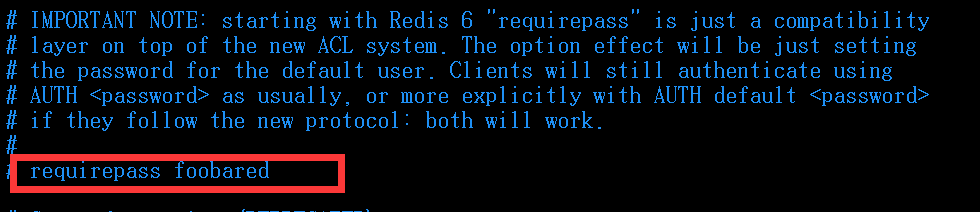 # IMPORTANT NOTE: starting with Redis 6 "requirepass" is just a compatibility
# layer on top of the new ACL system. The option effect will be just setting
# the password for the default user. Clients will still authenticate using
# AUTH <password> as usually, or more explicitly with AUTH default <password>
# if they follow the new protocol: both will work.
#
# requirepass foobared